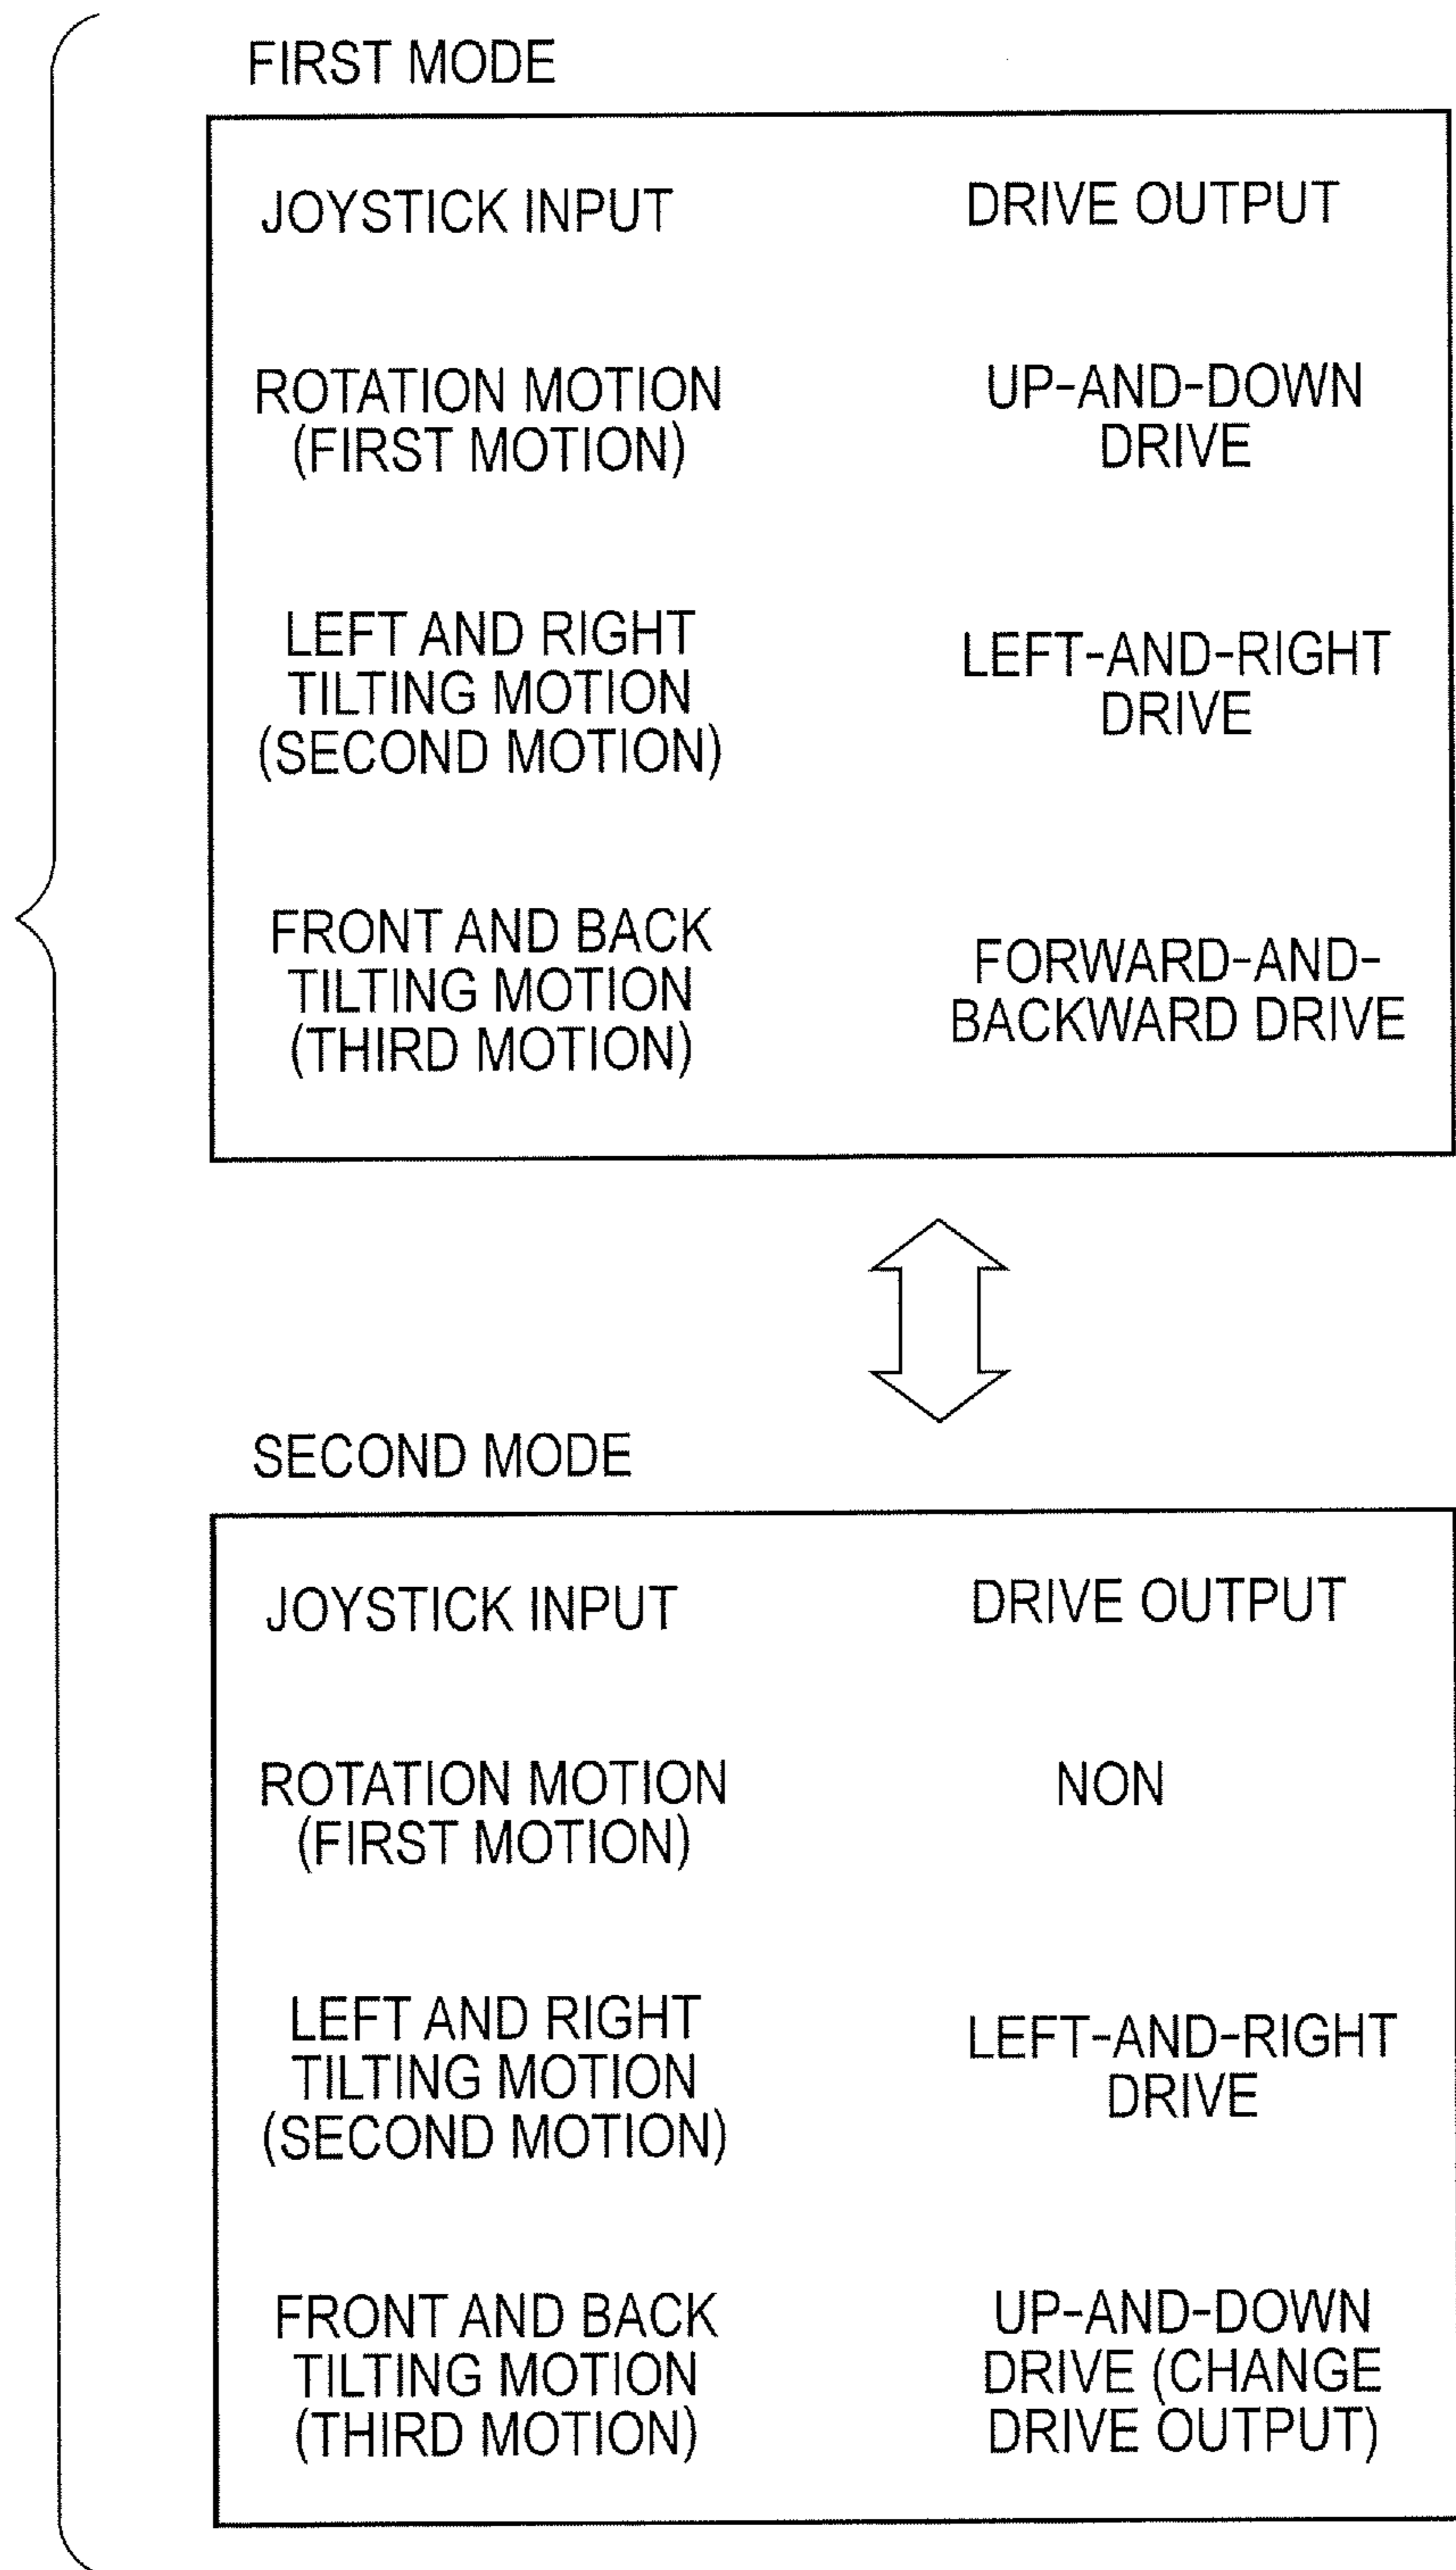 FIRST MODE
JOYSTICK INPUT DRIVE OUTPUT
ROTATION MOTION
(FIRST MOTION)
UP-AND-DOWN
DRIVE
LEFT AND RIGHT
TILTING MOTION
(SECOND MOTION)
LEFT-AND-RIGHT
DRIVE
FRONT AND BACK
TILTING MOTION
(THIRD MOTION)
FORWARD-AND-
BACKWARD DRIVE
SECOND MODE
JOYSTICK INPUT DRIVE OUTPUT
ROTATION MOTION
(FIRST MOTION)
NON
LEFT AND RIGHT
TILTING MOTION
(SECOND MOTION)
LEFT-AND-RIGHT
DRIVE
FRONT AND BACK
TILTING MOTION
(THIRD MOTION)
UP-AND-DOWN
DRIVE (CHANGE
DRIVE OUTPUT)